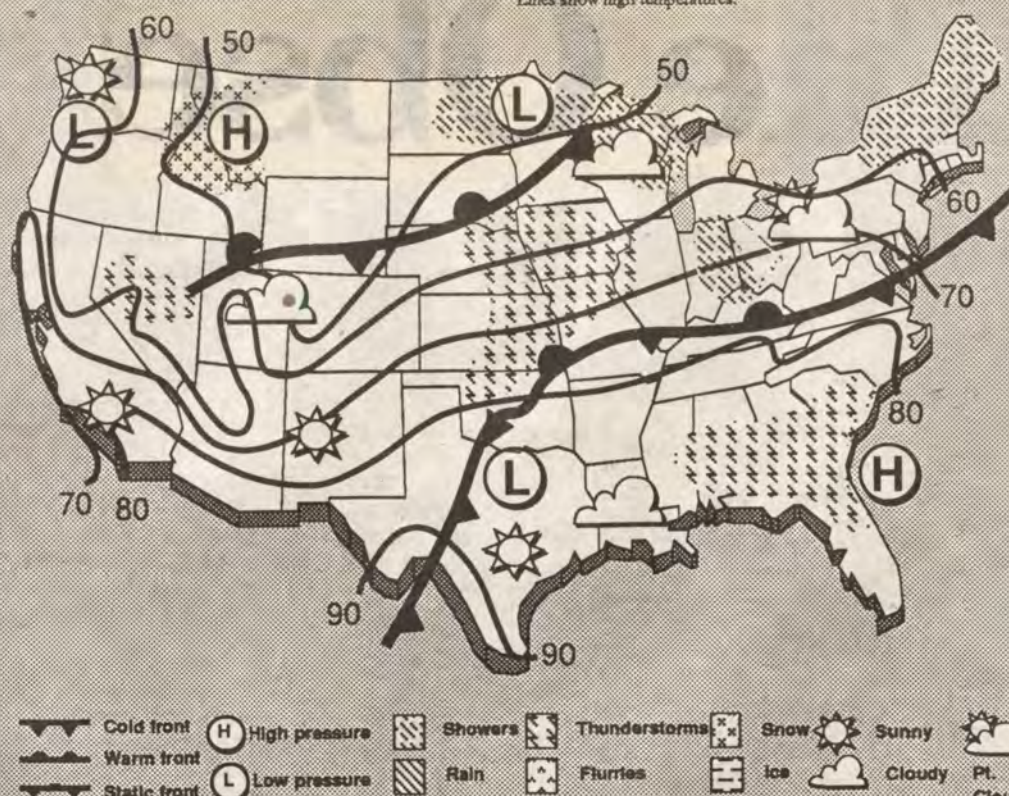 Lines show high temperatures.
60
50
50
L
H
L
60
70
80
H
L
70
80
90
90
Cold front
H
High pressure
Showers
Thunderstorms
Snow
Sunny
Warm front
L
Low pressure
Rain
Flurries
Ice
Cloudy
Pt.
Static front